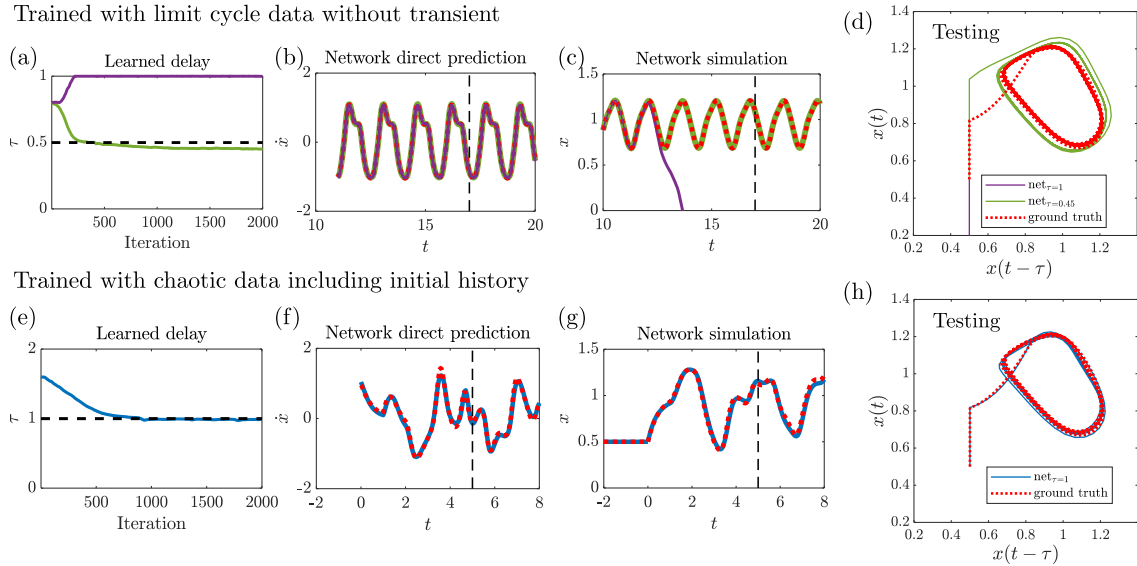 Trained with limit cycle data without transient
(a)
Learned delay
1
0.5
0
τ
500 1000 1500 2000
Iteration
(b)
Network direct prediction
2
0
-2
ẋ
10 15 20
t
(c)
Network simulation
1.5
1
0.5
0
x
10 15 20
t
(d)
Testing
1.4
1.2
1
0.8
0.6
0.4
0.2
x(t)
0.2 0.4 0.6 0.8 1 1.2
x(t − τ)
net τ=1
net τ=0.45
ground truth
Trained with chaotic data including initial history
(e)
Learned delay
2
1
0
τ
500 1000 1500 2000
Iteration
(f)
Network direct prediction
2
0
-2
ẋ
-2 0 2 4 6 8
t
(g)
Network simulation
1.5
1
0.5
0
x
-2 0 2 4 6 8
t
(h)
Testing
1.4
1.2
1
0.8
0.6
0.4
0.2
x(t)
0.2 0.4 0.6 0.8 1 1.2
x(t − τ)
net τ=1
ground truth